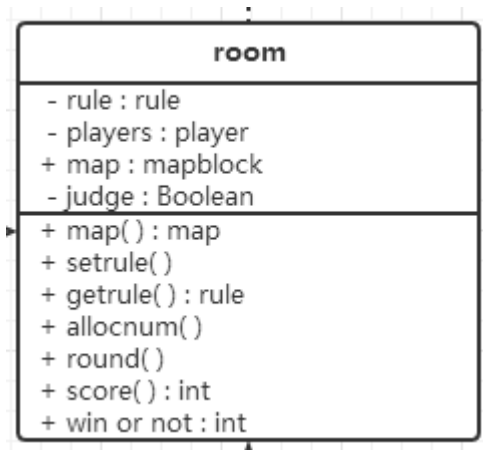 room
- rule : rule
- players : player
+ map : mapblock
- judge : Boolean
+ map( ) : map
+ setrule( )
+ getrule( ) : rule
+ allocnum( )
+ round( )
+ score( ) : int
+ win or not : int